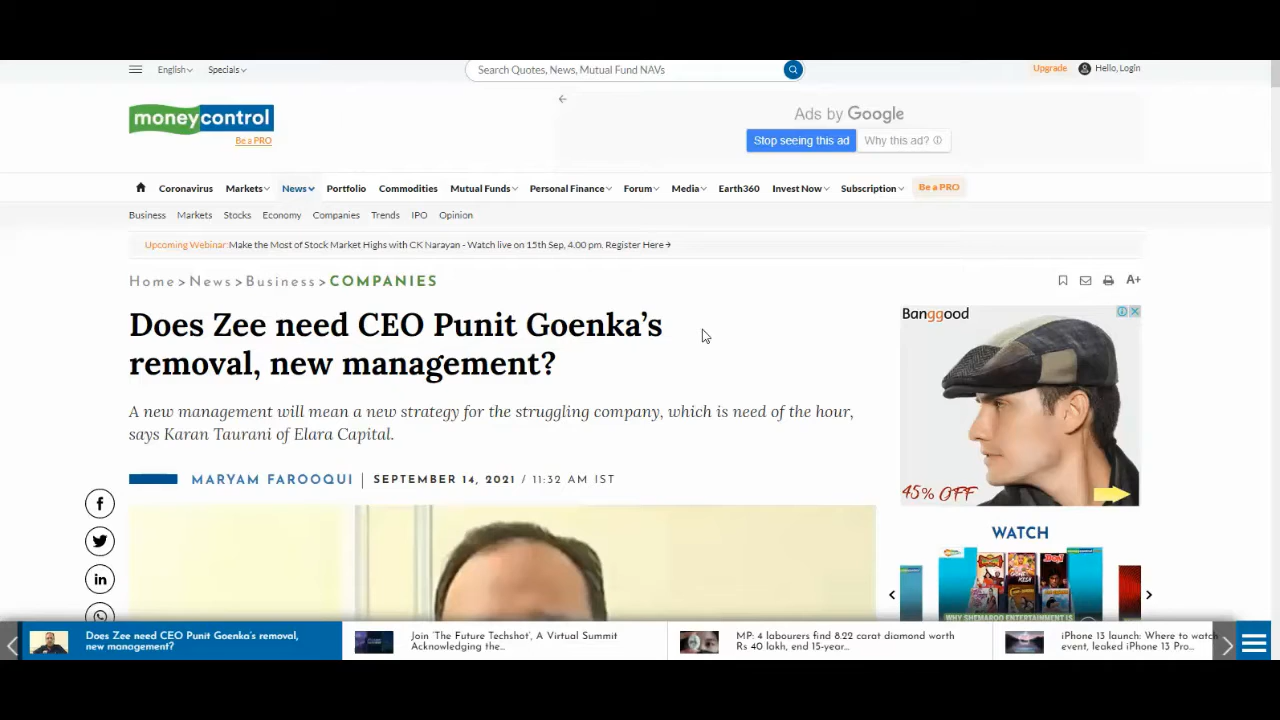 English
Specials
Search Quotes, News, Mutual Fund NAVs
Upgrade
Hello, Login
moneycontrol
Be a PRO
Ads by Google
Stop seeing this ad
Why this ad?
Coronavirus
Markets
News
Portfolio
Commodities
Mutual Funds
Personal Finance
Forum
Media
Earth360
Invest Now
Subscription
Be a PRO
Business
Markets
Stocks
Economy
Companies
Trends
IPO
Opinion
Upcoming Webinar:Make the Most of Stock Market Highs with CK Narayan - Watch live on 15th Sep, 4.00 pm. Register Here
Home > News > Business > COMPANIES
A+
Does Zee need CEO Punit Goenka’s
removal, new management?
A new management will mean a new strategy for the struggling company, which is need of the hour,
says Karan Taurani of Elara Capital.
MARYAM FAROOQUI | SEPTEMBER 14, 2021 / 11:32 AM IST
Banggood
45% OFF
WATCH
WHY SHEMAROO ENTERTAINMENT IS
Does Zee need CEO Punit Goenka’s removal,
new management?
Join ‘The Future Techshot’, A Virtual Summit
Acknowledging the...
MP: 4 labourers find 8.22 carat diamond worth
Rs 40 lakh, end 15-year...
iPhone 13 launch: Where to watch
event, leaked iPhone 13 Pro...